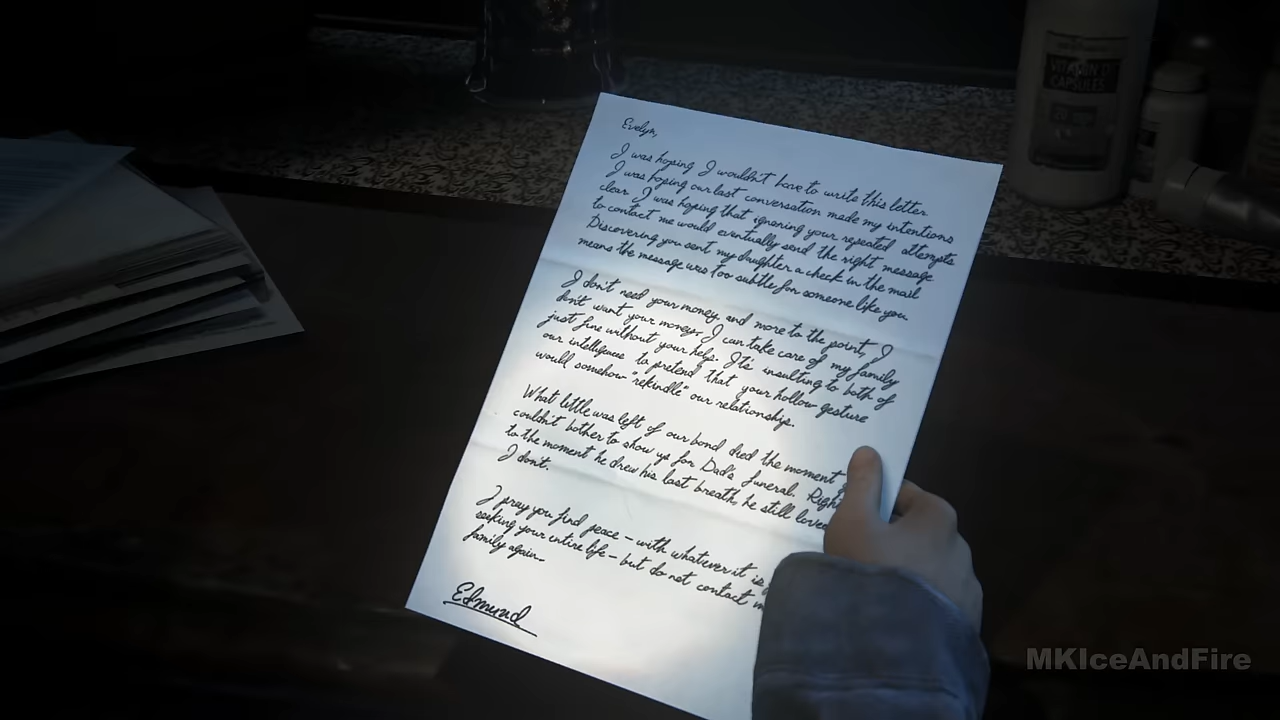 Evelyn,
I was hoping I wouldn't have to write this letter
I was hoping our last conversation made my intentions
clear. I was hoping that ignoring your repeated attempts
to contact me would eventually send the right message
Discovering you sent my daughter a check in the mail
means the message was too subtle for someone like you.
I don't need your money, and more to the point, I
don't want your money. I can take care of my family
just fine without your help. It's insulting to both of
our intelligence to pretend that your hollow gesture
would somehow "rekindle" our relationship.
What little was left of our bond died the moment
couldn't bother to show up for Dad's funeral. Right
to the moment he drew his last breath, he still love
I don't.
I pray you find peace - with whatever it is
seeking your entire life - but do not contact
family again.
Edmund
VITAMIN
CAPSULES
MKIceAndFire